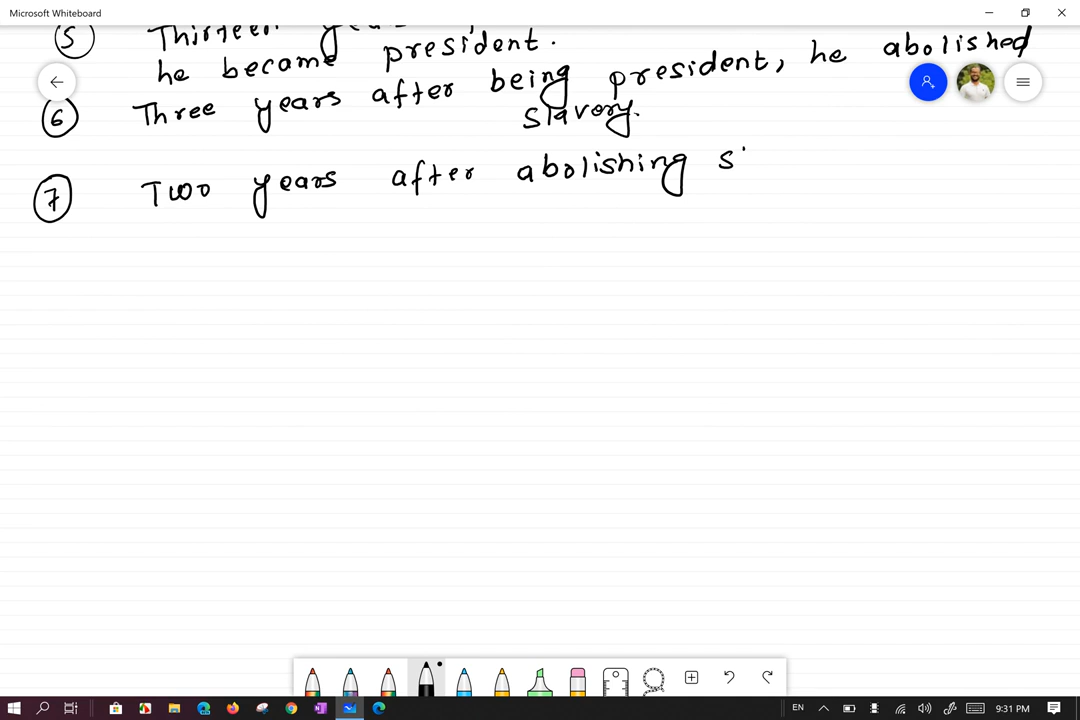 Microsoft Whiteboard
5 Thirteen
he became president.
6 Three years after being president, he abolished
slavery.
7 Two years after abolishing s
EN 9:31 PM